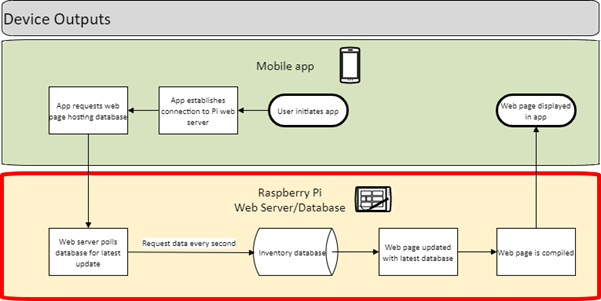 Device Outputs
Mobile app
App requests web
page hosting database
App establishes
connection to Pi web
server
User initiates app
Web page displayed
in app
Raspberry Pi
Web Server/Database
Web server polls
database for latest
update
Request data every second
Inventory database
Web page updated
with latest database
Web page is compiled